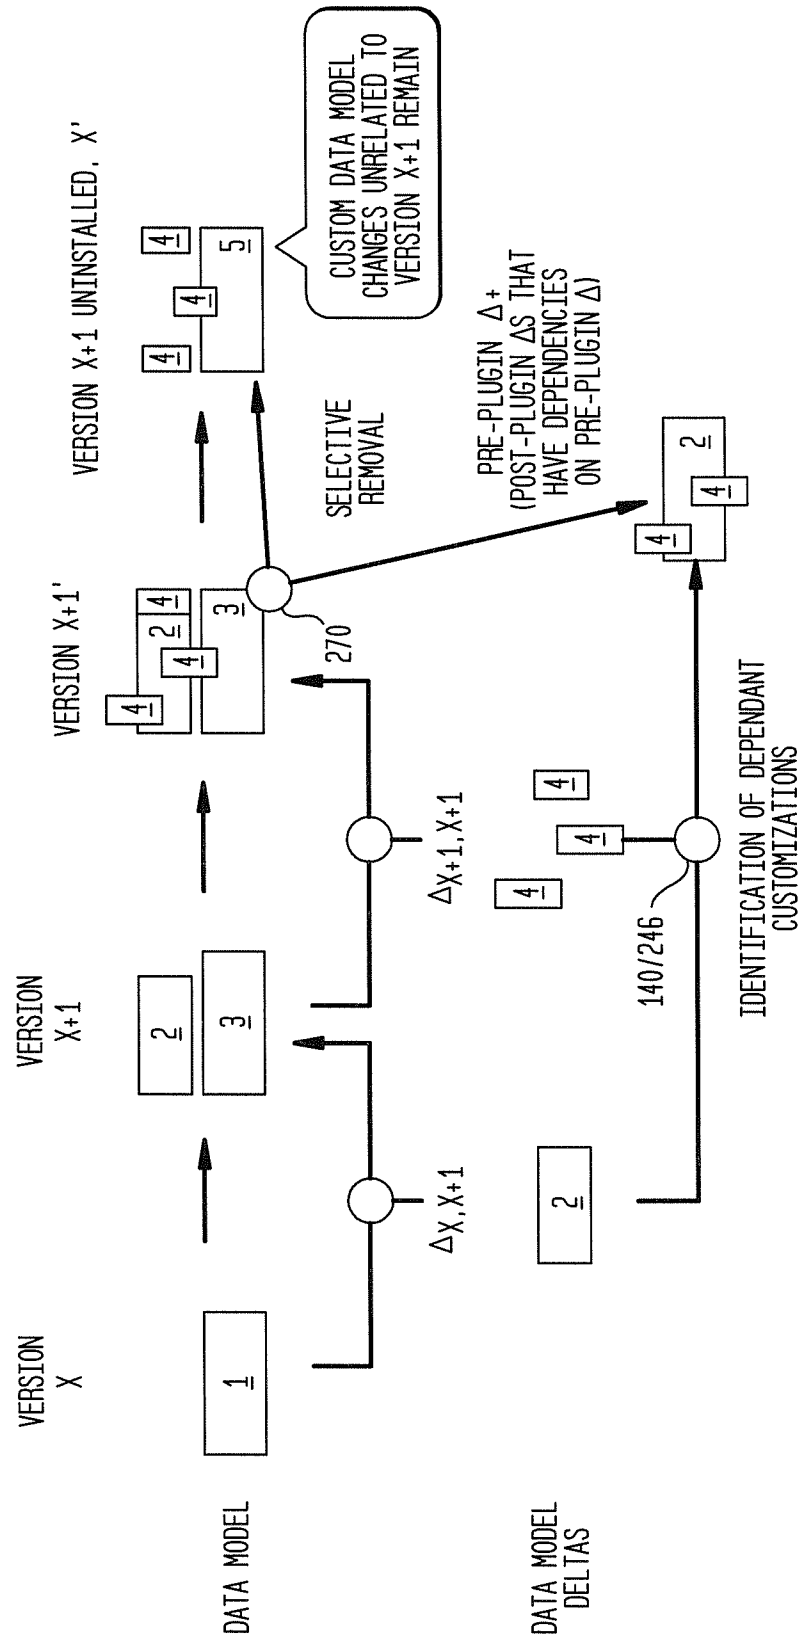 VERSION
X
VERSION
X+1
VERSION X+1'
VERSION X+1 UNINSTALLED, X'
DATA MODEL
1
2
3
4
2
4
4
3
4
4
4
5
CUSTOM DATA MODEL
CHANGES UNRELATED TO
VERSION X+1 REMAIN
270
SELECTIVE
REMOVAL
ΔX,X+1
ΔX+1,X+1
PRE-PLUGIN Δ+
(POST-PLUGIN ΔS THAT
HAVE DEPENDENCIES
ON PRE-PLUGIN Δ)
DATA MODEL
DELTAS
2
4
4
4
140/246
4
2
4
IDENTIFICATION OF DEPENDANT
CUSTOMIZATIONS